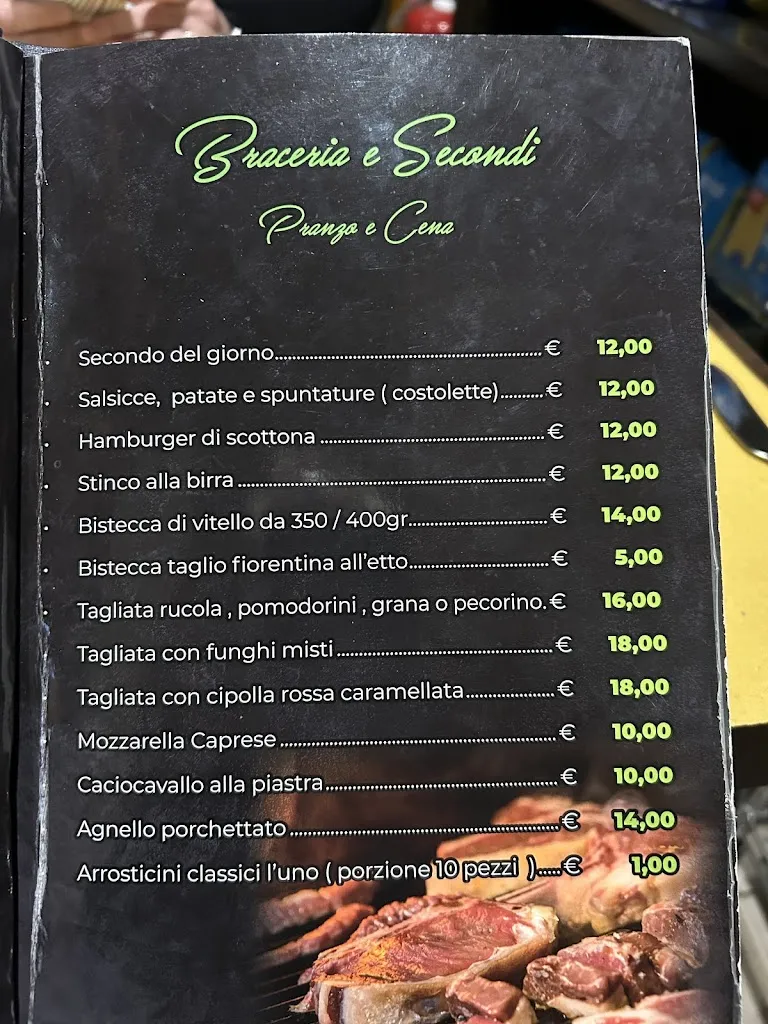 Braceria e Secondi
Pranzo e Cena
Secondo del giorno...€ 12,00
Salsicce, patate e spuntature ( costolette)...€ 12,00
Hamburger di scottona ...€ 12,00
Stinco alla birra ...€ 12,00
Bistecca di vitello da 350 / 400gr...€ 14,00
Bistecca taglio fiorentina all'etto...€ 5,00
Tagliata rucola , pomodorini , grana o pecorino.€ 16,00
Tagliata con funghi misti ...€ 18,00
Tagliata con cipolla rossa caramellata...€ 18,00
Mozzarella Caprese ...€ 10,00
Caciocavallo alla piastra...€ 10,00
Agnello porchettato...€ 14,00
Arrosticini classici l'uno ( porzione 10 pezzi )...€ 1,00